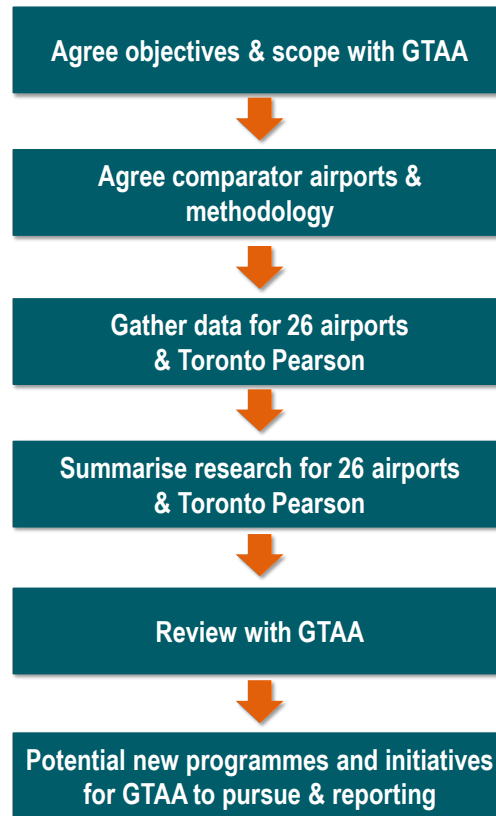 Agree objectives & scope with GTAA
Agree comparator airports &
methodology
Gather data for 26 airports
& Toronto Pearson
Summarise research for 26 airports
& Toronto Pearson
Review with GTAA
Potential new programmes and initiatives
for GTAA to pursue & reporting